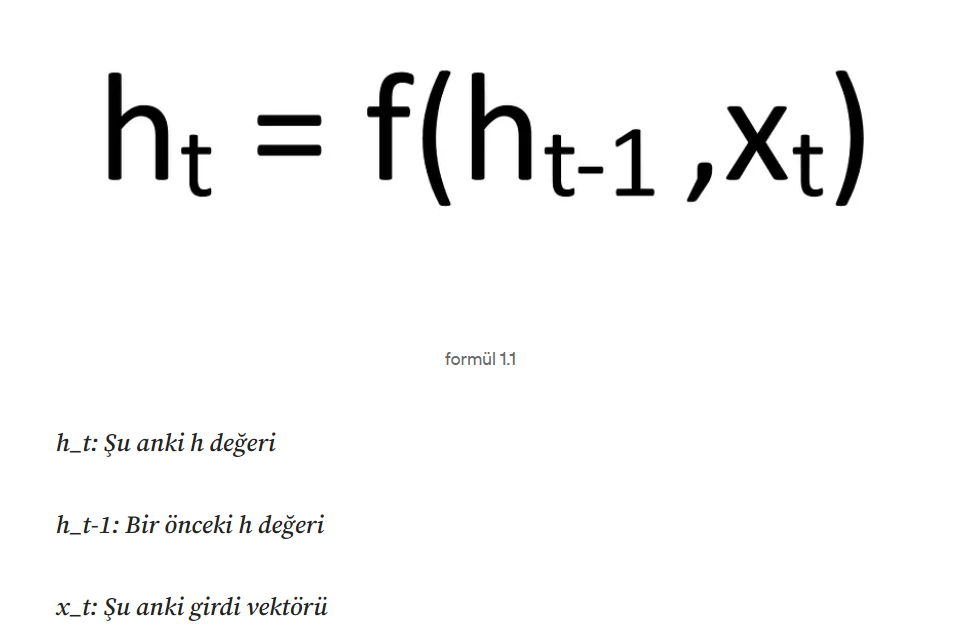 hₜ = f(hₜ₋₁ ,xₜ)
formül 1.1
h_t: Şu anki h değeri
h_t-1: Bir önceki h değeri
x_t: Şu anki girdi vektörü